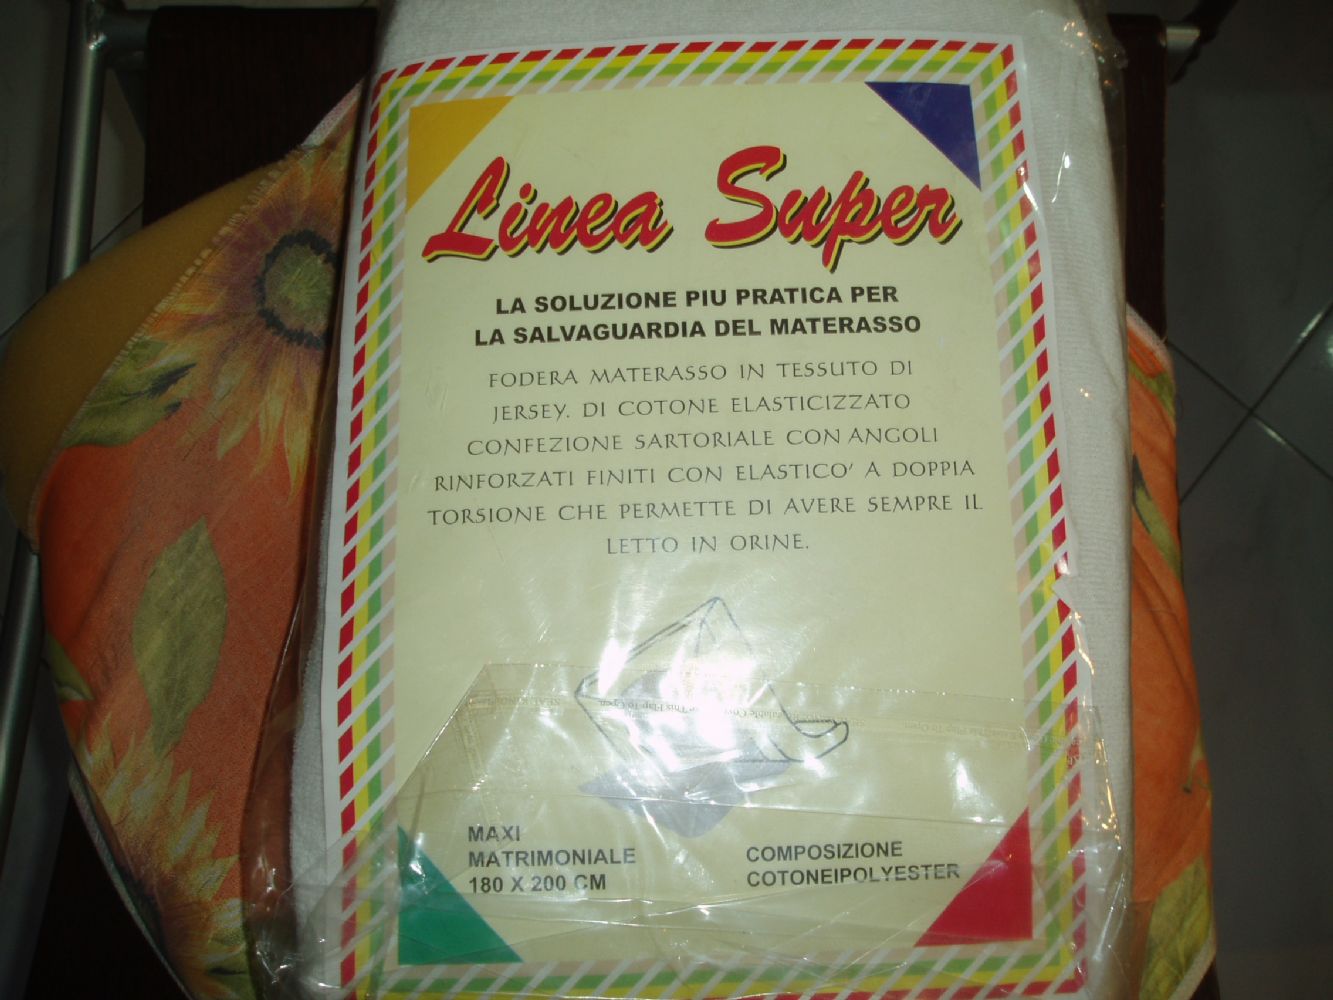 Linea Super
LA SOLUZIONE PIU PRATICA PER
LA SALVAGUARDIA DEL MATERASSO
FODERA MATERASSO IN TESSUTO DI
JERSEY. DI COTONE ELASTICIZZATO
CONFEZIONE SARTORIALE CON ANGOLI
RINFORZATI FINITI CON ELASTICO' A DOPPIA
TORSIONE CHE PERMETTE DI AVERE SEMPRE IL
LETTO IN ORINE.
MAXI
MATRIMONIALE
180 X 200 CM
COMPOSIZIONE
COTONEIPOLYESTER